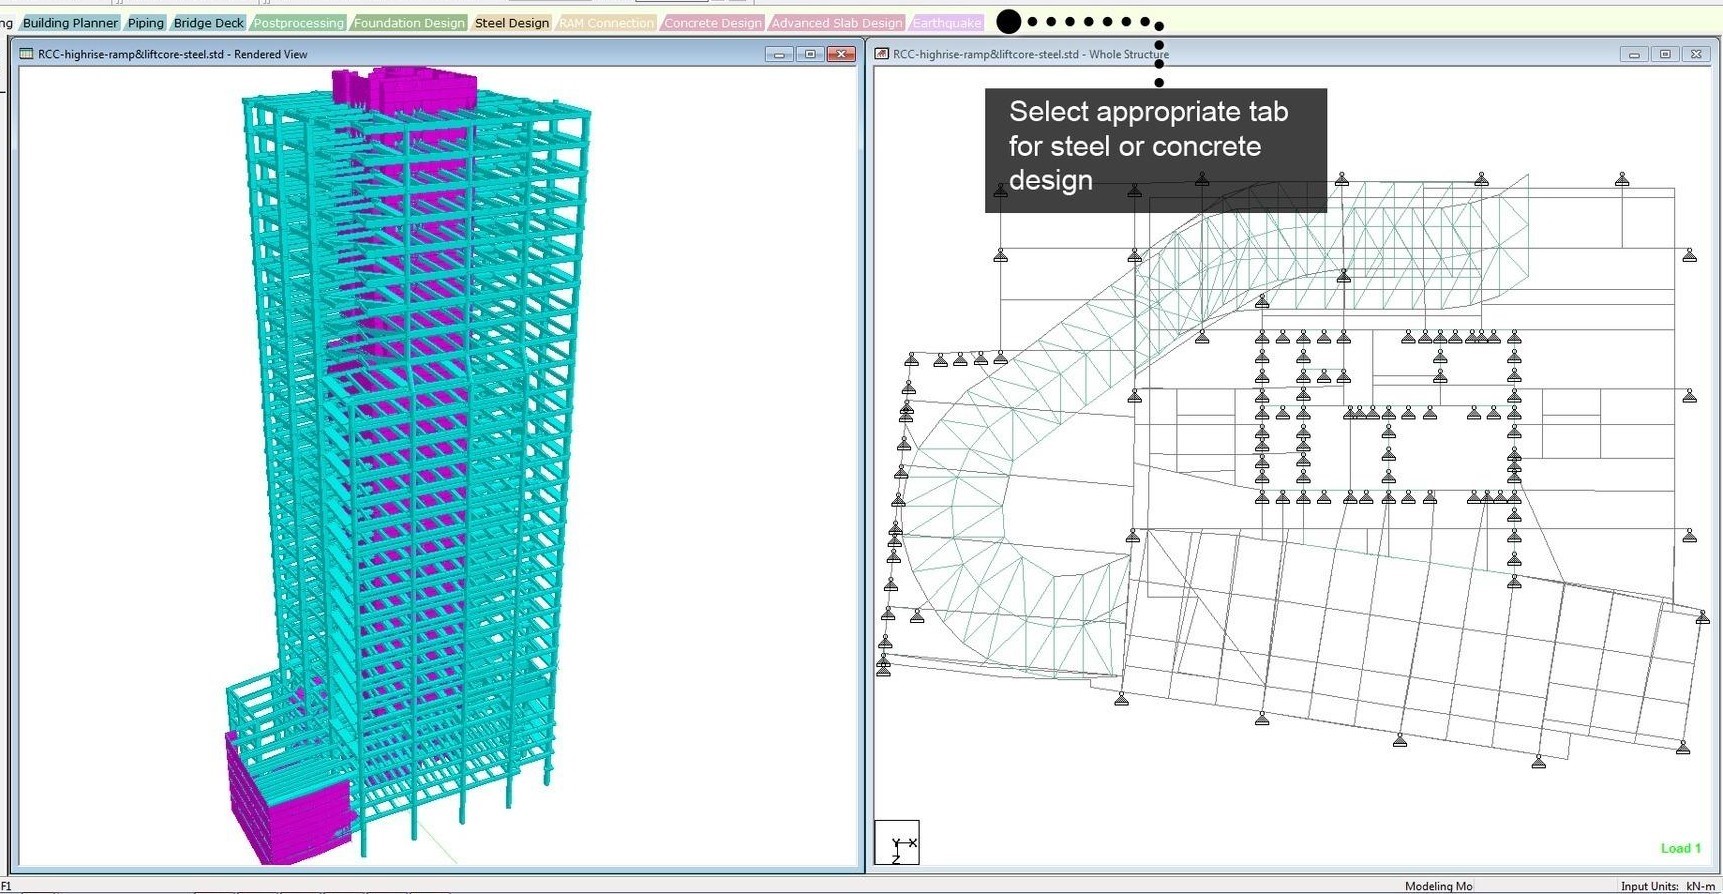 ng Building Planner Piping Bridge Deck Postprocessing Foundation Design Steel Design RAM Connection Concrete Design Advanced Slab Design Earthquake
RCC-highrise-ramp&liftcore-steel.std - Rendered View
RCC-highrise-ramp&liftcore-steel.std - Whole Structure
Select appropriate tab
for steel or concrete
design
Y X
Z
Load 1
F1
Modeling Mo
Input Units: kN-m